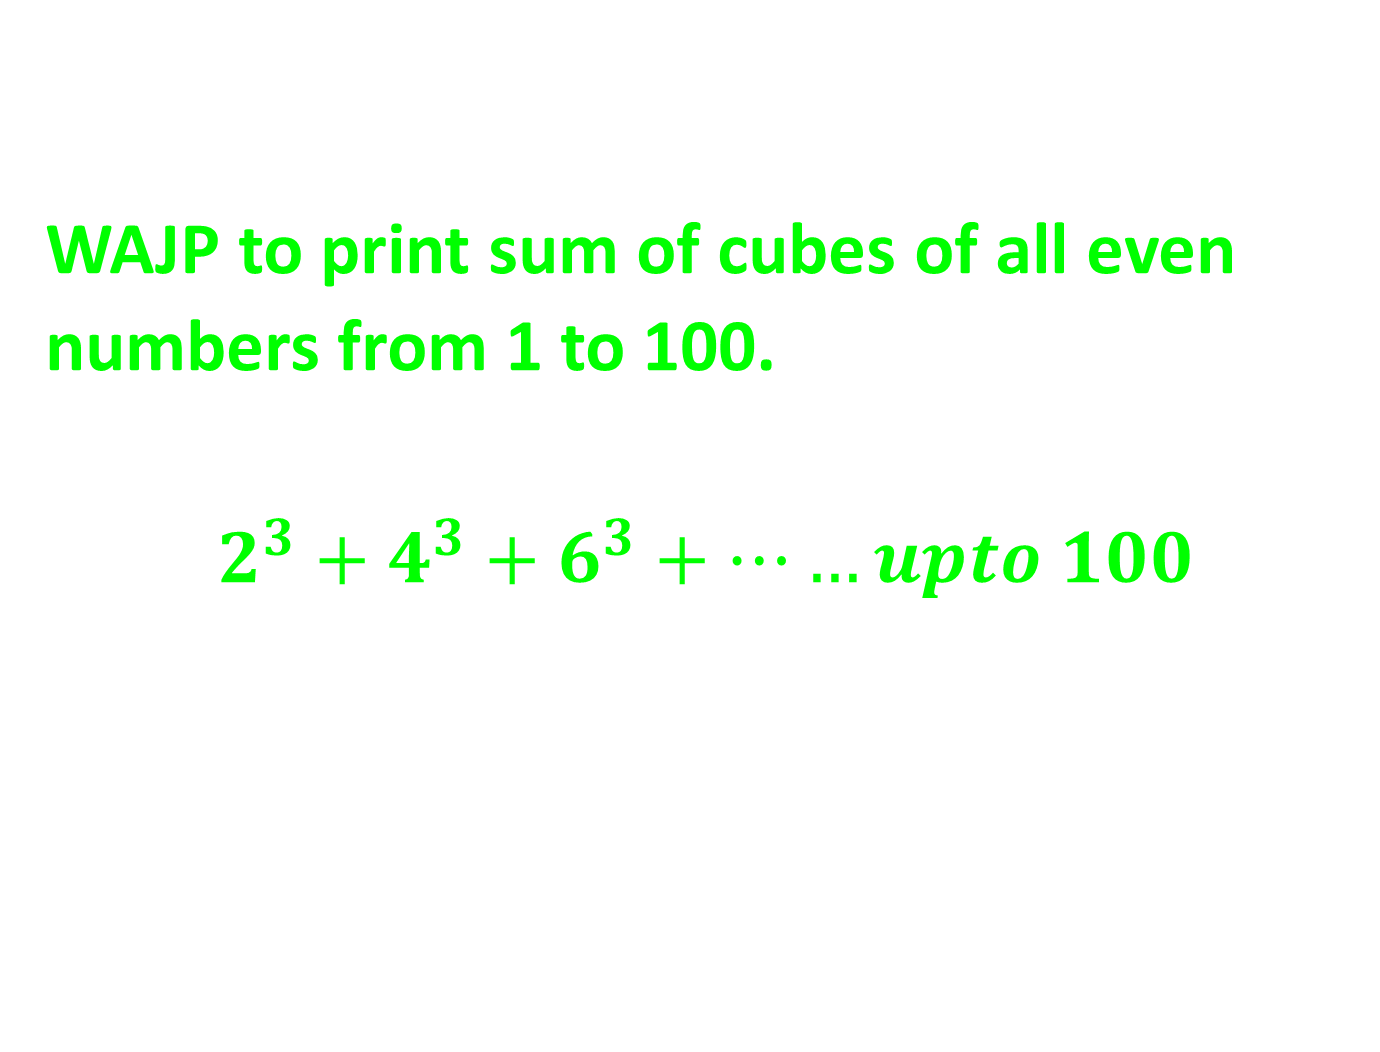 WAJP to print sum of cubes of all even
numbers from 1 to 100.
2³ + 4³ + 6³ + ⋯ … upto 100